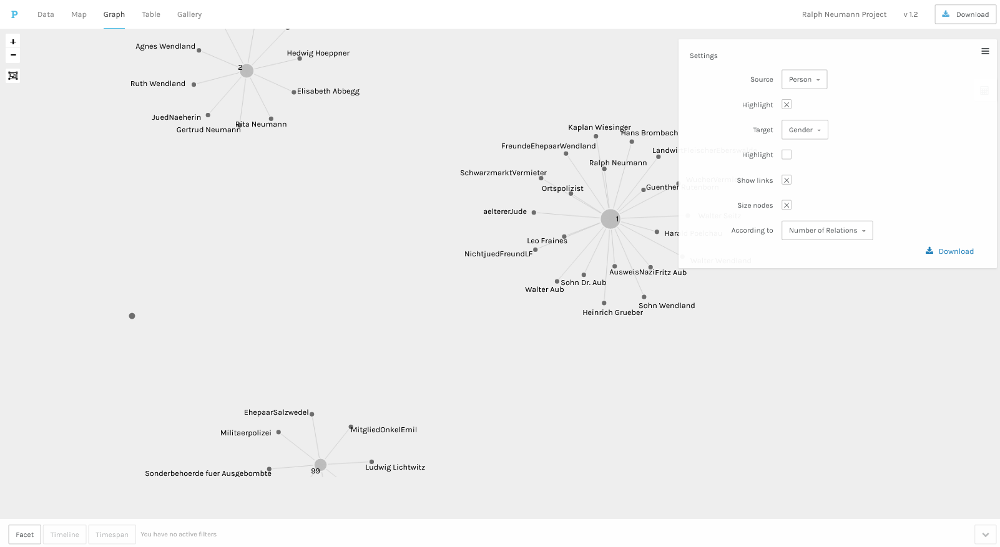 P Data Map Graph Table Gallery Ralph Neumann Project v 1.2 Download
+
−
Agnes Wendland
Hedwig Hoeppner
2
Ruth Wendland
Elisabeth Abbegg
JuedNaeherin
Rita Neumann
Gertrud Neumann
Kaplan Wiesinger
Hans Brombach
FreundeEhepaarWendland
LandwirtFleischerEberswalde
Ralph Neumann
SchwarzmarktVermieter
WucherVermieter
Ortspolizist
Guenther Rutenborn
aeltererJude
1
Walter Seitz
Harald Poelchau
Leo Fraines
NichtjuedFreundLF
Walter Wendland
AusweisNazi
Fritz Aub
Sohn Dr. Aub
Walter Aub
Sohn Wendland
Heinrich Grueber
Settings
Source Person
Highlight
Target Gender
Highlight
Show links
Size nodes
According to Number of Relations
Download
EhepaarSalzwedel
MitgliedOnkelEmil
Militaerpolizei
Ludwig Lichtwitz
99
Sonderbehoerde fuer Ausgebombte
Facet Timeline Timespan You have no active filters